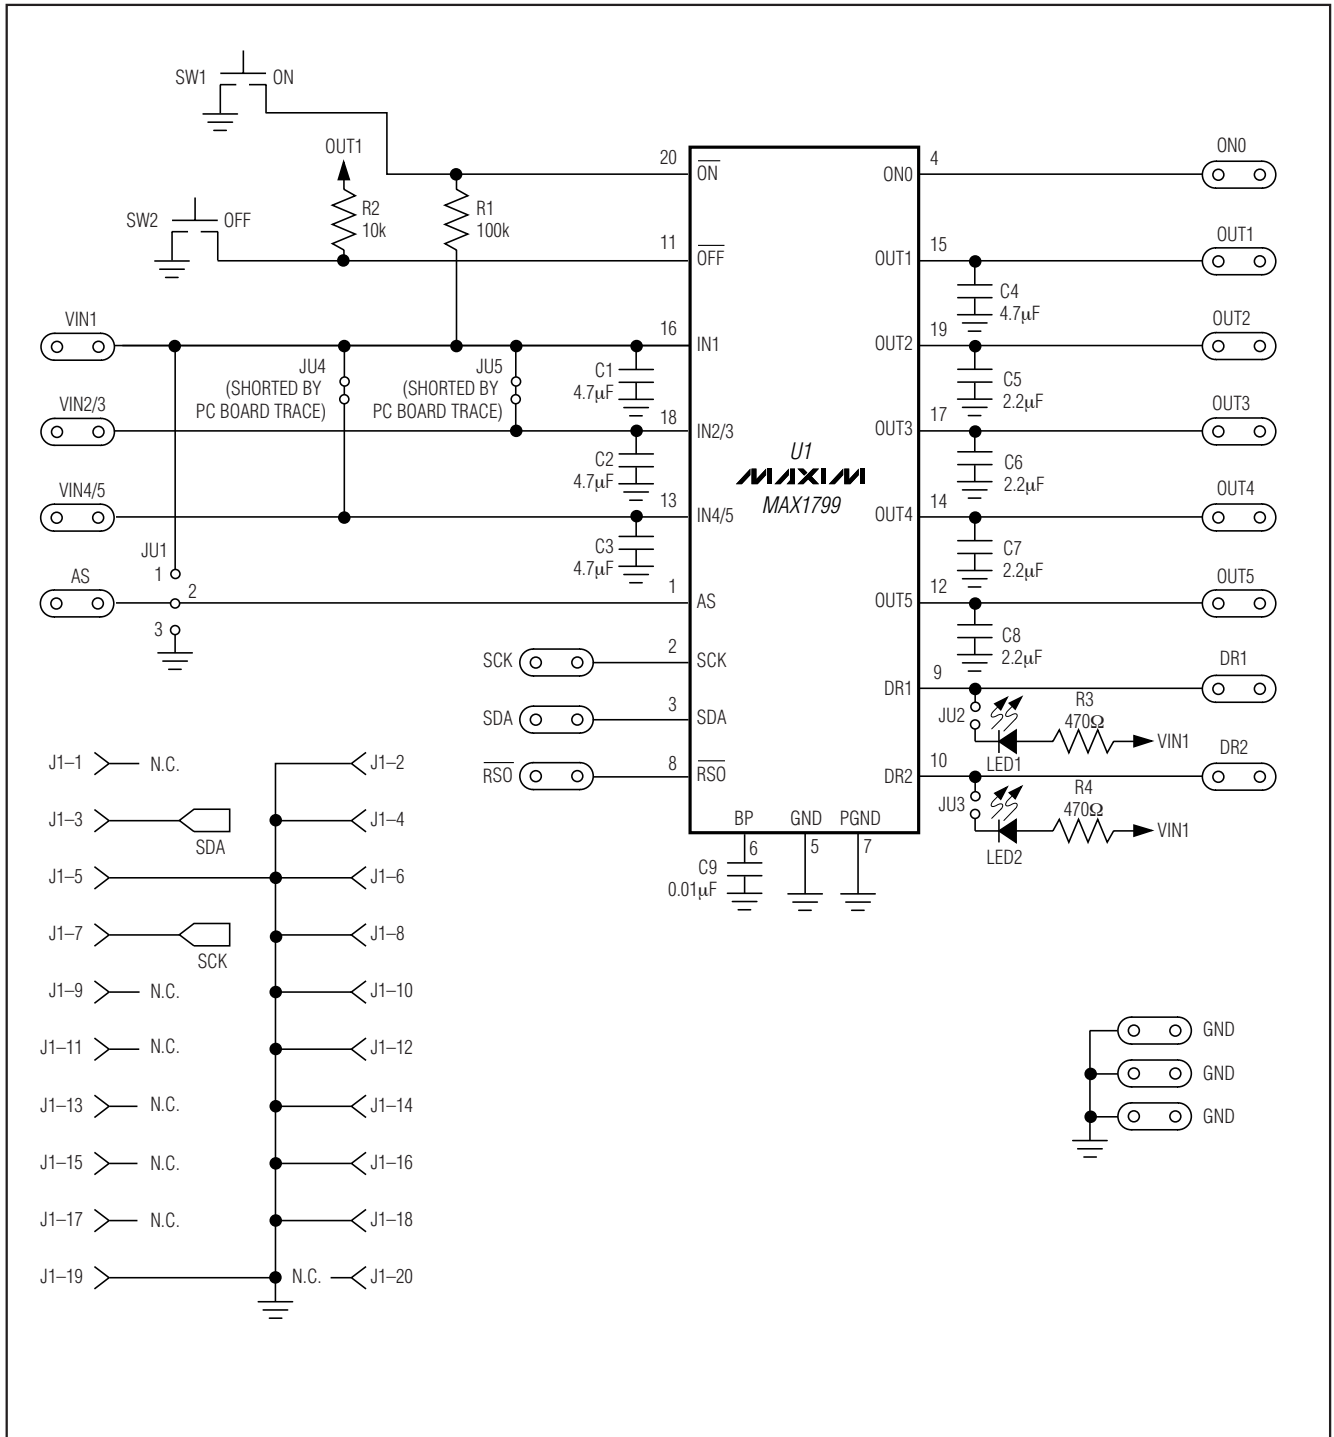 SW1 ON
OUT1
R2
10k
R1
100k
SW2 OFF
20 ON
11 OFF
VIN1
16 IN1
JU4
(SHORTED BY
PC BOARD TRACE)
JU5
(SHORTED BY
PC BOARD TRACE)
C1
4.7µF
VIN2/3
18 IN2/3
C2
4.7µF
VIN4/5
13 IN4/5
C3
4.7µF
JU1
1
2
3
AS
1 AS
SCK 2 SCK
SDA 3 SDA
RSO 8 RSO
U1
MAXIM
MAX1799
BP GND PGND
6 5 7
C9
0.01µF
ON0 4 ON0
OUT1 15 OUT1
C4
4.7µF
OUT2 19 OUT2
C5
2.2µF
OUT3 17 OUT3
C6
2.2µF
OUT4 14 OUT4
C7
2.2µF
OUT5 12 OUT5
C8
2.2µF
DR1 9 DR1
JU2
LED1
R3
470Ω
VIN1
DR2 10 DR2
JU3
LED2
R4
470Ω
VIN1
J1–1 N.C. J1–2
J1–3 SDA J1–4
J1–5 J1–6
J1–7 SCK J1–8
J1–9 N.C. J1–10
J1–11 N.C. J1–12
J1–13 N.C. J1–14
J1–15 N.C. J1–16
J1–17 N.C. J1–18
J1–19 N.C. J1–20
GND
GND
GND